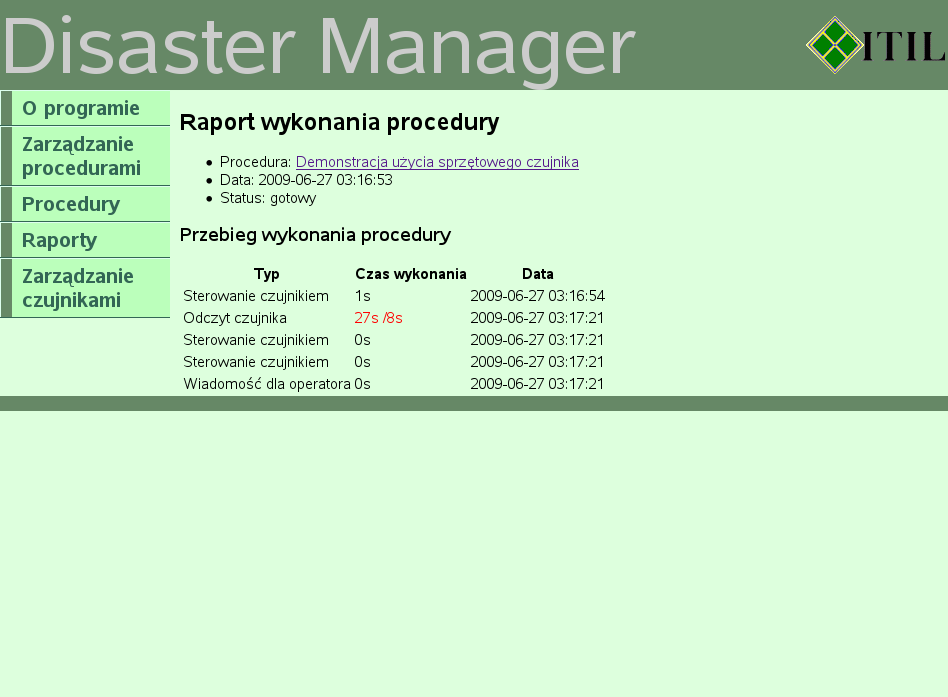 Disaster Manager
ITIL
O programie
Zarządzanie
procedurami
Procedury
Raporty
Zarządzanie
czujnikami
Raport wykonania procedury
Procedura: Demonstracja użycia sprzętowego czujnika
Data: 2009-06-27 03:16:53
Status: gotowy
Przebieg wykonania procedury
Typ Czas wykonania Data
Sterowanie czujnikiem 1s 2009-06-27 03:16:54
Odczyt czujnika 27s /8s 2009-06-27 03:17:21
Sterowanie czujnikiem 0s 2009-06-27 03:17:21
Sterowanie czujnikiem 0s 2009-06-27 03:17:21
Wiadomość dla operatora 0s 2009-06-27 03:17:21